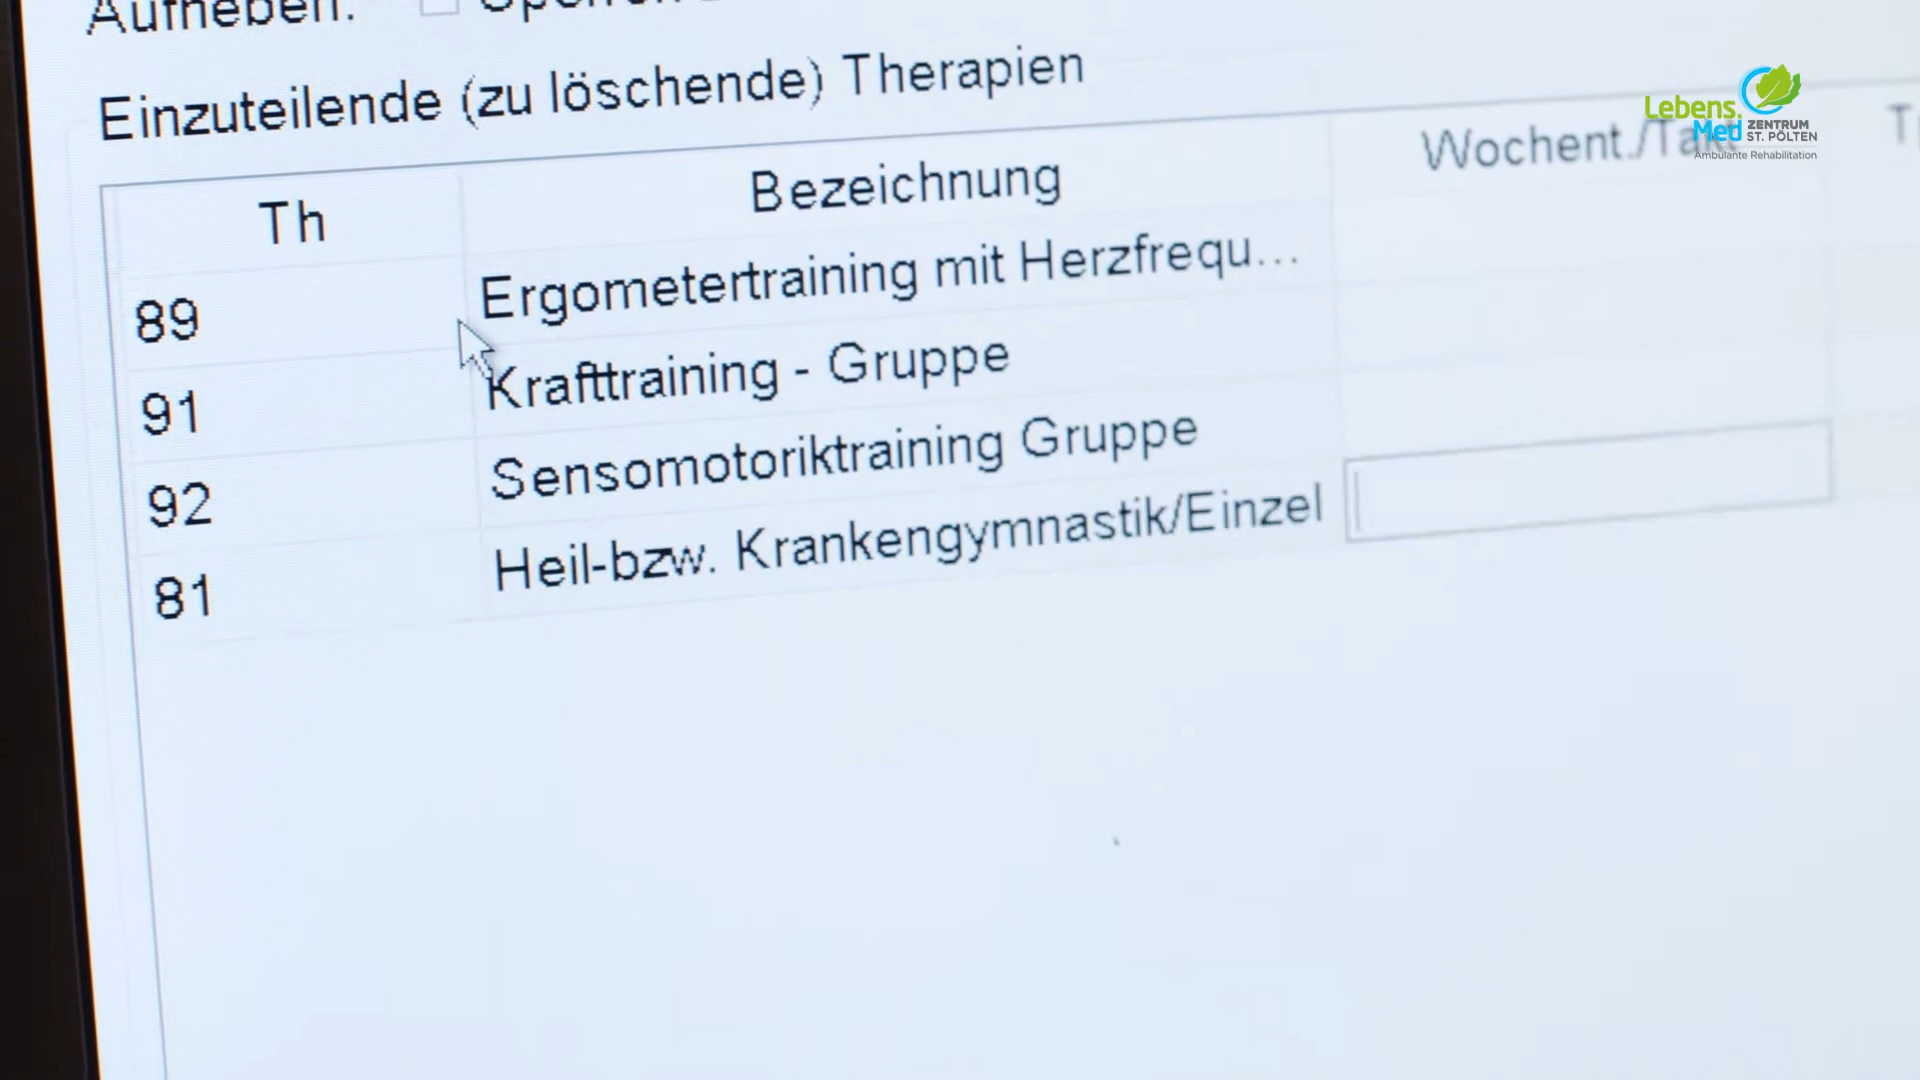 Aufheben:
Einzuteilende (zu löschende) Therapien
Th Bezeichnung Wochent./Takt
89 Ergometertraining mit Herzfrequ...
91 Krafttraining - Gruppe
92 Sensomotoriktraining Gruppe
81 Heil-bzw. Krankengymnastik/Einzel
Lebens.
Med ZENTRUM
ST. PÖLTEN
Ambulante Rehabilitation